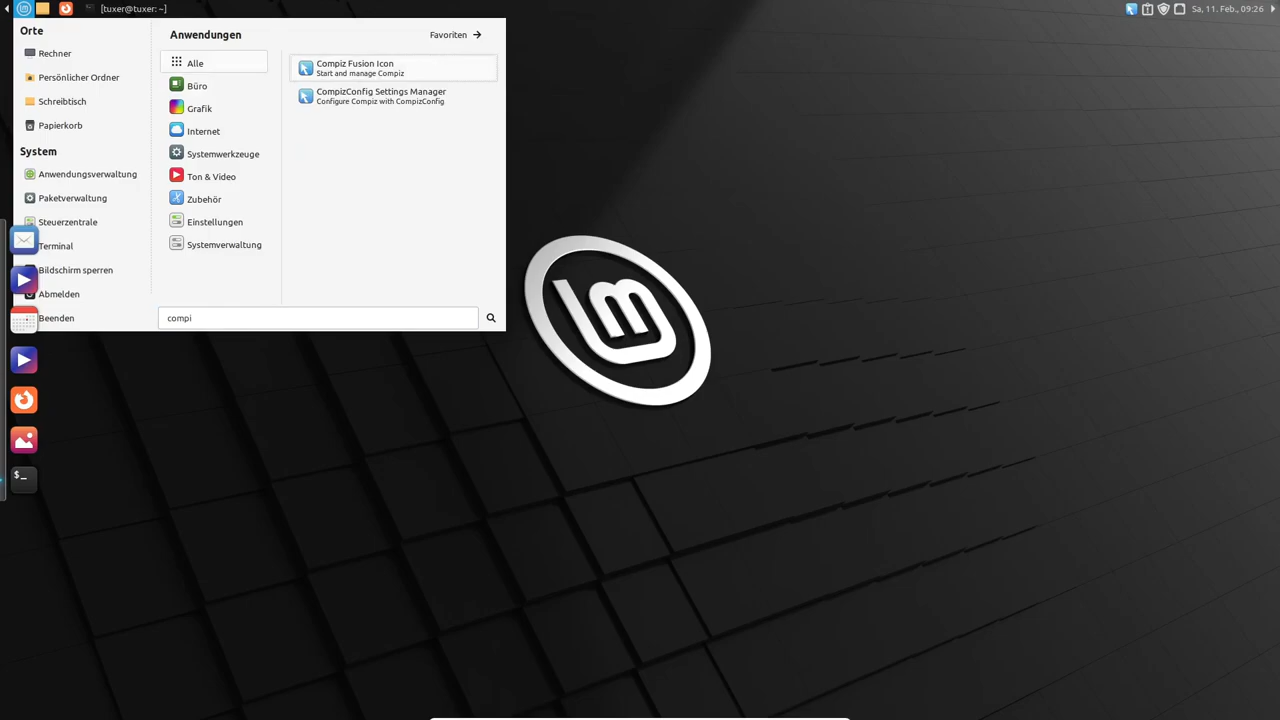 [tuxer@tuxer: ~]
Sa, 11. Feb., 09:26
Orte
Rechner
Persönlicher Ordner
Schreibtisch
Papierkorb
System
Anwendungsverwaltung
Paketverwaltung
Steuerzentrale
Terminal
Bildschirm sperren
Abmelden
Beenden
Anwendungen
Favoriten
Alle
Büro
Grafik
Internet
Systemwerkzeuge
Ton & Video
Zubehör
Einstellungen
Systemverwaltung
Compiz Fusion Icon
Start and manage Compiz
CompizConfig Settings Manager
Configure Compiz with CompizConfig
compi
$_